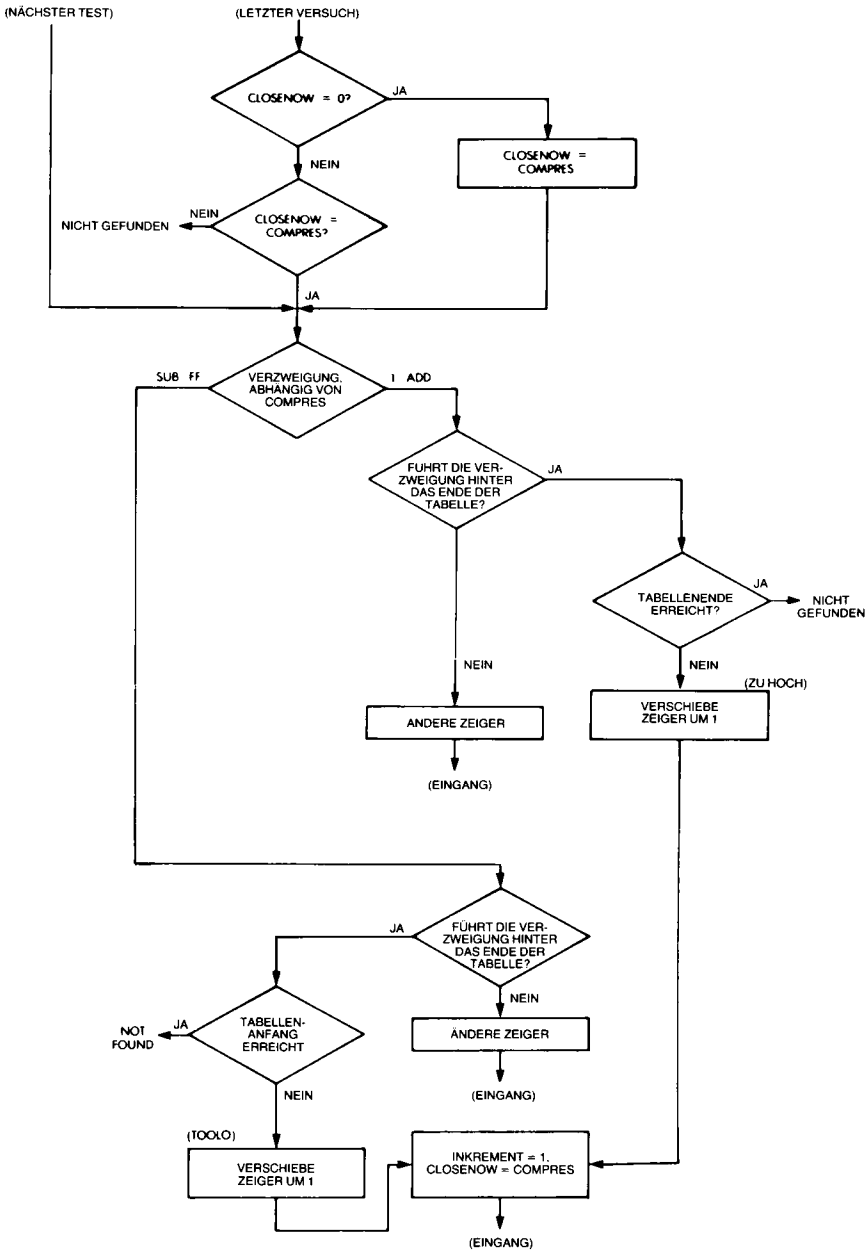 (NÄCHSTER TEST)
(LETZTER VERSUCH)
CLOSENOW = 0?
JA
NEIN
CLOSENOW =
COMPRES
NICHT GEFUNDEN
NEIN
CLOSENOW =
COMPRES?
JA
SUB FF
VERZWEIGUNG,
ABHÄNGIG VON
COMPRES
1 ADD
FUHRT DIE VER-
ZWEIGUNG HINTER
DAS ENDE DER
TABELLE?
JA
TABELLENENDE
ERREICHT?
JA
NICHT
GEFUNDEN
NEIN
NEIN
(ZU HOCH)
ANDERE ZEIGER
VERSCHIEBE
ZEIGER UM 1
(EINGANG)
JA
FÜHRT DIE VER-
ZWEIGUNG HINTER
DAS ENDE DER
TABELLE?
NEIN
NOT
FOUND
JA
TABELLEN-
ANFANG
ERREICHT
ÄNDERE ZEIGER
NEIN
(EINGANG)
(TOOLO)
VERSCHIEBE
ZEIGER UM 1
INKREMENT = 1,
CLOSENOW = COMPRES
(EINGANG)